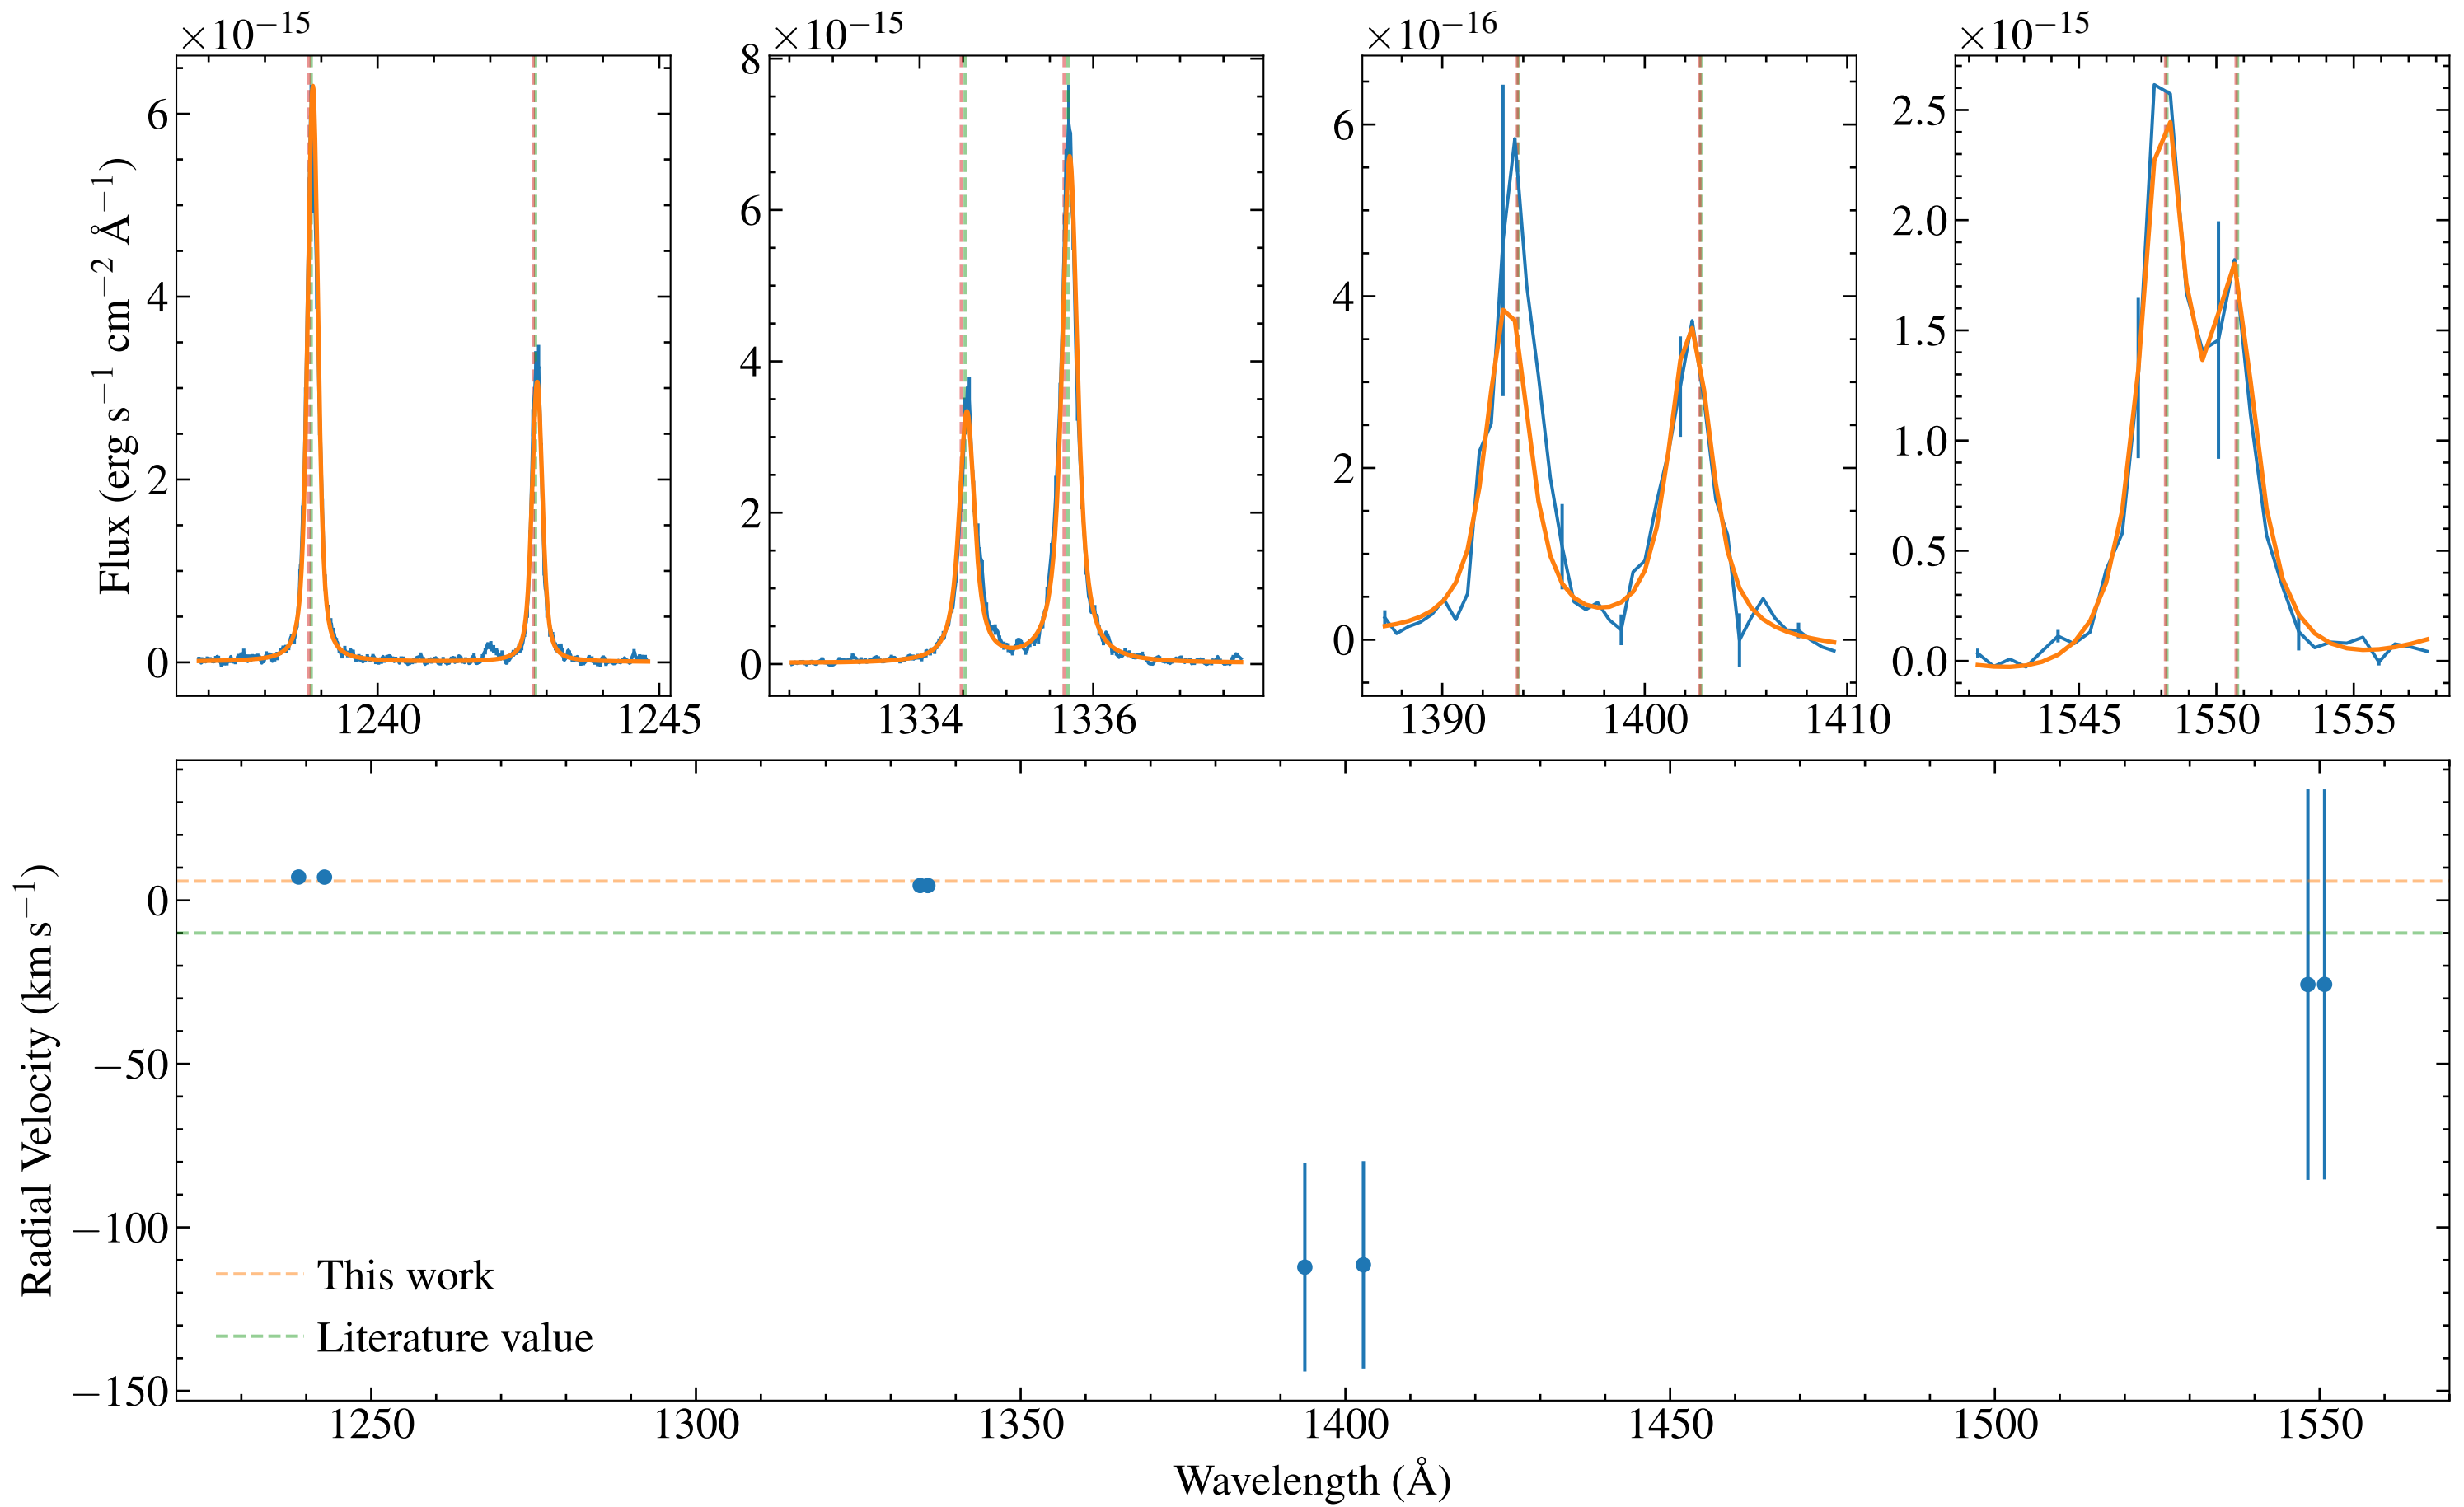 ×10−15 ×10−15 ×10−16 ×10−15
Flux (erg s−1 cm−2 Å−1)
6
4
2
0
1240 1245
8
6
4
2
0
1334 1336
6
4
2
0
1390 1400 1410
2.5
2.0
1.5
1.0
0.5
0.0
1545 1550 1555
Radial Velocity (km s−1)
0
−50
−100
−150
This work
Literature value
1250 1300 1350 1400 1450 1500 1550
Wavelength (Å)